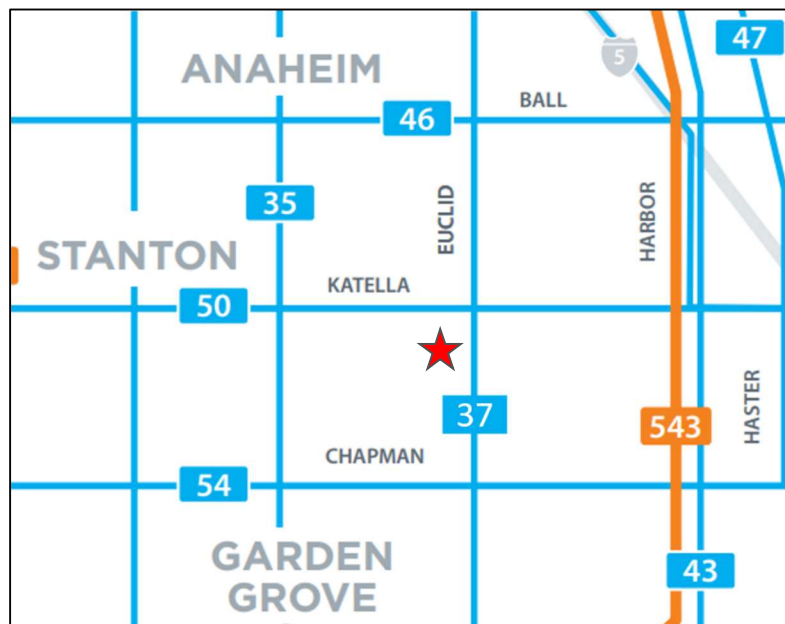 47
5
ANAHEIM
BALL
46
35
EUCLID
HARBOR
STANTON
KATELLA
50
37
543
HASTER
CHAPMAN
54
GARDEN
GROVE
43